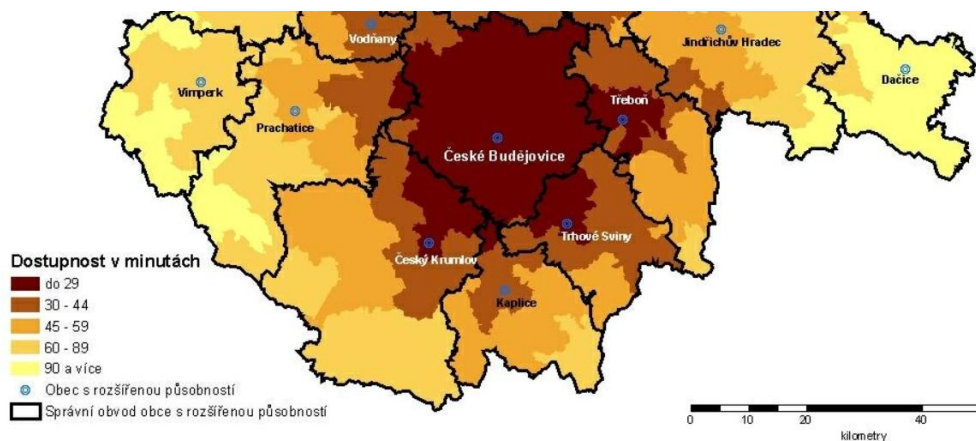 Vodňany
Jindřichův Hradec
Dačice
Vimperk
Třeboň
Prachatice
České Budějovice
Trhové Sviny
Český Krumlov
Kaplice
Dostupnost v minutách
do 29
30 - 44
45 - 59
60 - 89
90 a více
Obec s rozšířenou působností
Správní obvod obce s rozšířenou působností
0 10 20 40
kilometry